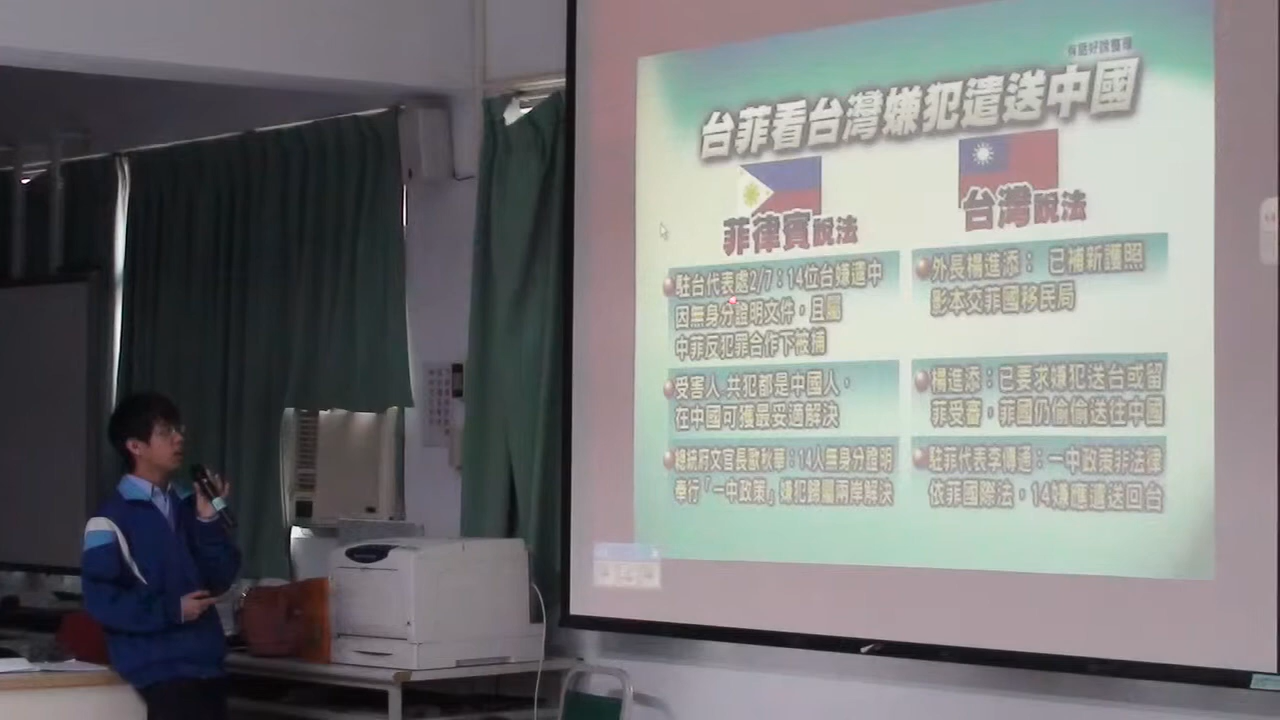 有話好說整理
台菲看台灣嫌犯遣送中國
菲律賓說法
駐台代表處2/7：14位台嫌遣中
因無身分證明文件，且屬
中菲反犯罪合作下被捕
受害人.共犯都是中國人，
在中國可獲最妥適解決
總統府文官長歐秋華：14人無身分證明
奉行「一中政策」嫌犯歸屬兩岸解決
台灣說法
外長楊進添： 已補新護照
影本交菲國移民局
楊進添：已要求嫌犯送台或留
菲受審，菲國仍偷偷送往中國
駐菲代表李傳通：一中政策非法律
依菲國際法，14嫌應遣送回台